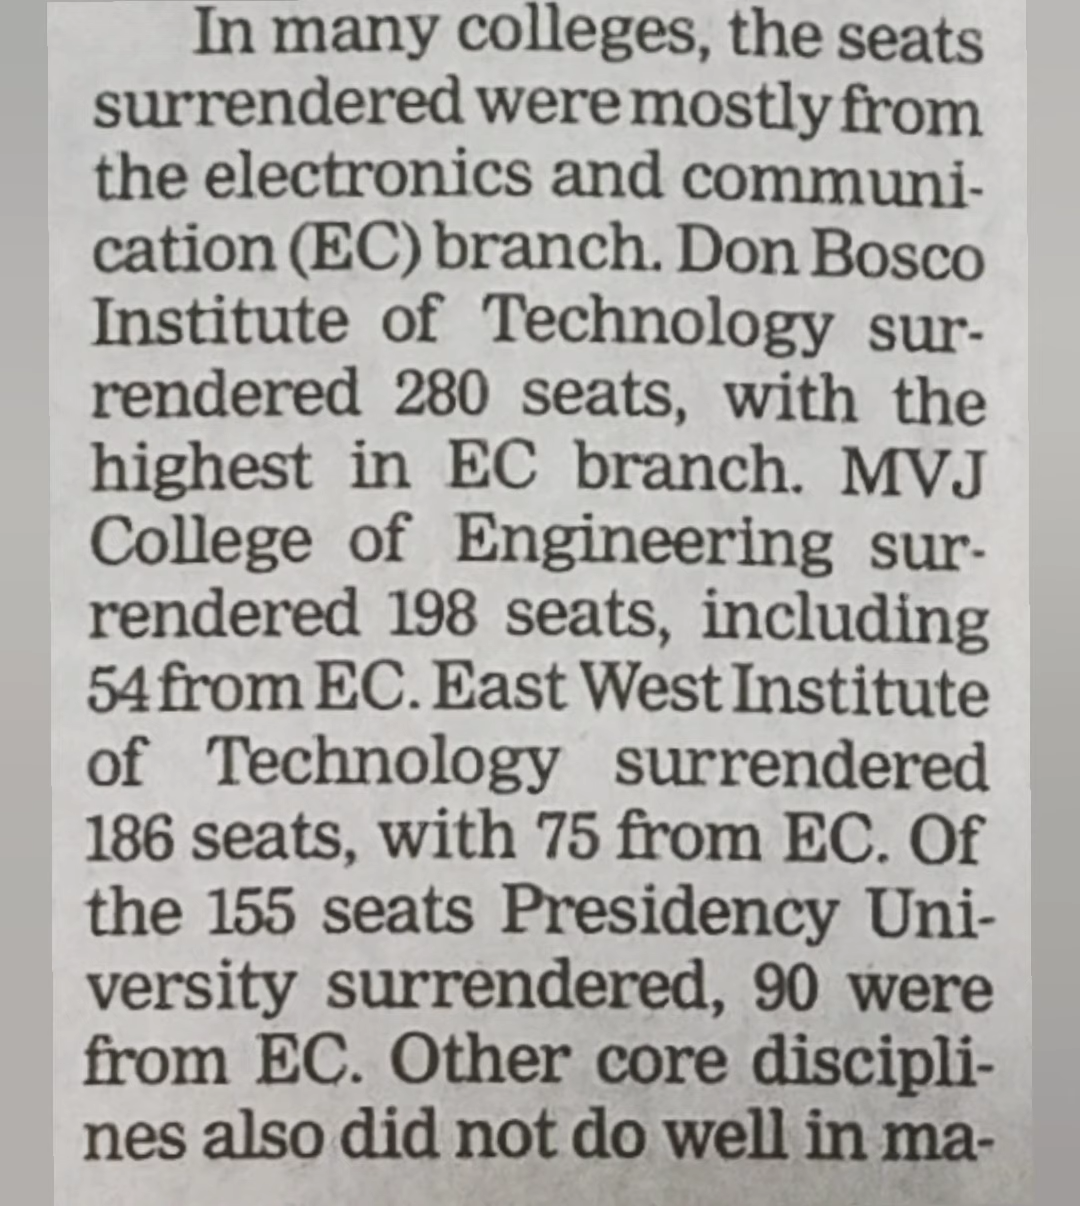 In many colleges, the seats
surrendered were mostly from
the electronics and communi-
cation (EC) branch. Don Bosco
Institute of Technology sur-
rendered 280 seats, with the
highest in EC branch. MVJ
College of Engineering sur-
rendered 198 seats, including
54 from EC. East West Institute
of Technology surrendered
186 seats, with 75 from EC. Of
the 155 seats Presidency Uni-
versity surrendered, 90 were
from EC. Other core discipli-
nes also did not do well in ma-